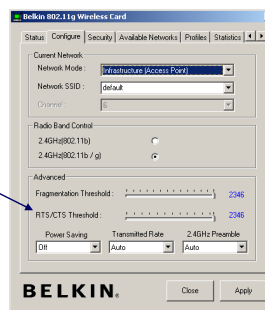 Belkin 802.11g Wireless Card
Status Configure Security Available Networks Profiles Statistics
Current Network
Network Mode : Infrastructure (Access Point)
Network SSID : default
Channel : 6
Radio Band Control
2.4GHz(802.11b)
2.4GHz(802.11b / g)
Advanced
Fragmentation Threshold : 2346
RTS/CTS Threshold : 2346
Power Saving Transmitted Rate 2.4GHz Preamble
Off Auto Auto
BELKIN® Close Apply